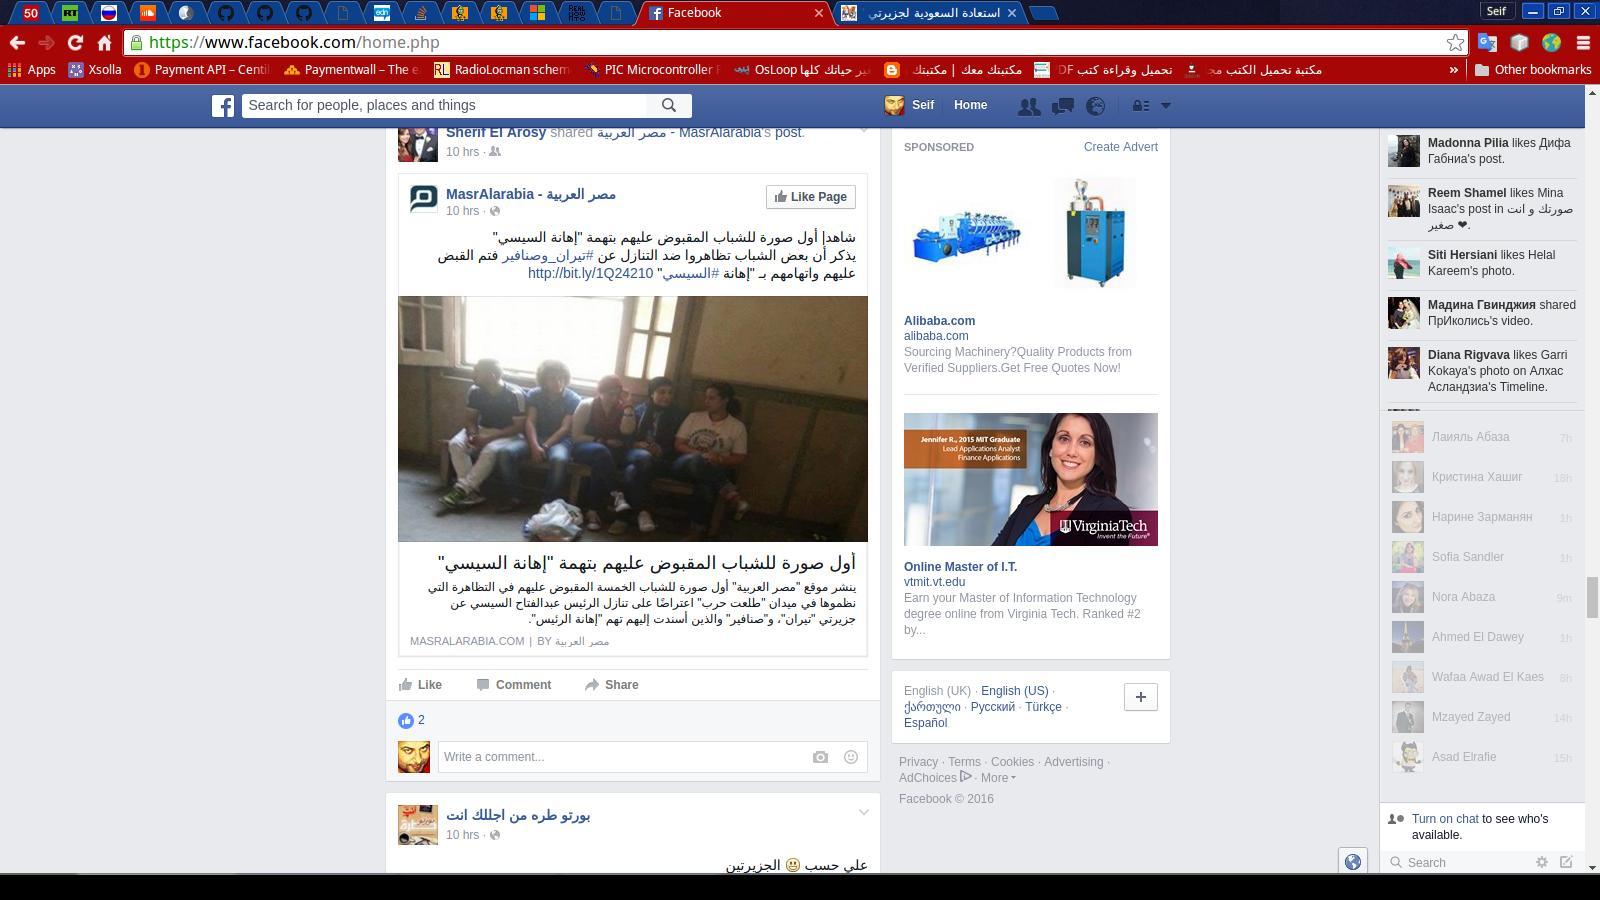 50
RT
edn
Facebook
استعادة السعودية لجزيرتي
Seif
https://www.facebook.com/home.php
Apps
Xsolla
Payment API – Centi
Paymentwall – The e
RadioLocman schem
PIC Microcontroller F
OsLoop غير حياتك كلها
مكتبتك معك | مكتبتك
تحميل وقراءة كتب
مكتبة تحميل الكتب مج
»
Other bookmarks
Search for people, places and things
Seif
Home
Sherif El Arosy shared مصر العربية - MasrAlarabia's post.
10 hrs ·
MasrAlarabia - مصر العربية
10 hrs ·
Like Page
شاهد| أول صورة للشباب المقبوض عليهم بتهمة "إهانة السيسي"
يذكر أن بعض الشباب تظاهروا ضد التنازل عن #تيران_وصنافير فتم القبض
عليهم واتهامهم بـ "إهانة #السيسي" http://bit.ly/1Q24210
أول صورة للشباب المقبوض عليهم بتهمة "إهانة السيسي"
ينشر موقع "مصر العربية" أول صورة للشباب الخمسة المقبوض عليهم في التظاهرة التي
نظموها في ميدان "طلعت حرب" اعتراضًا على تنازل الرئيس عبدالفتاح السيسي عن
جزيرتي "تيران"، و"صنافير" والذين أسندت إليهم تهم "إهانة الرئيس".
MASRALARABIA.COM | BY مصر العربية
Like
Comment
Share
2
Write a comment...
بورتو طره من اجللك انت
10 hrs ·
علي حسب 😃 الجزيرتين
SPONSORED
Create Advert
Alibaba.com
alibaba.com
Sourcing Machinery?Quality Products from
Verified Suppliers.Get Free Quotes Now!
Jennifer R., 2015 MIT Graduate
Lead Applications Analyst
Finance Applications
VirginiaTech
Invent the Future®
Online Master of I.T.
vtmit.vt.edu
Earn your Master of Information Technology
degree online from Virginia Tech. Ranked #2
by...
English (UK) · English (US) ·
ქართული · Русский · Türkçe ·
Español
Privacy · Terms · Cookies · Advertising ·
AdChoices · More
Facebook © 2016
Madonna Pilia likes Дифа
Габниа's post.
Reem Shamel likes Mina
Isaac's post in صورتك و انت
صغير ❤.
Siti Hersiani likes Helal
Kareem's photo.
Мадина Гвинджия shared
ПрИколись's video.
Diana Rigvava likes Garri
Kokaya's photo on Алхас
Асландзиа's Timeline.
Лаияль Абаза 7h
Кристина Хашиг 18h
Нарине Зарманян 1h
Sofia Sandler 1h
Nora Abaza 9m
Ahmed El Dawey 1h
Wafaa Awad El Kaes 8h
Mzayed Zayed 14h
Asad Elrafie 15h
Turn on chat to see who's
available.
Search